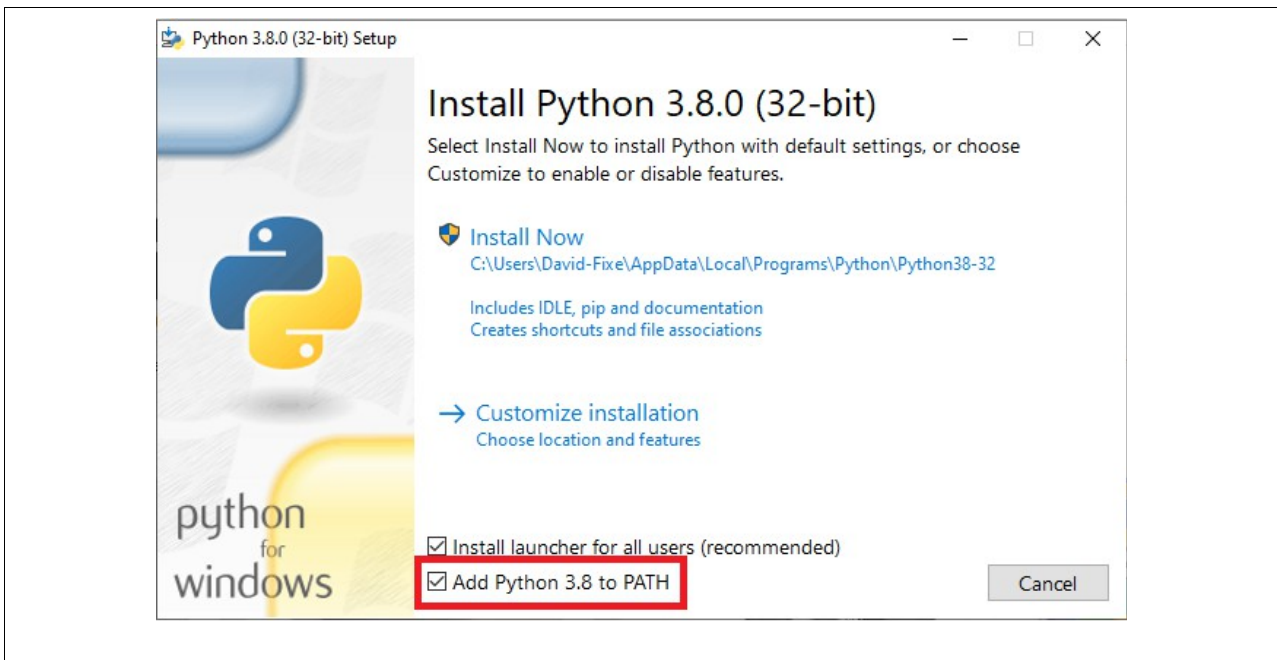 Python 3.8.0 (32-bit) Setup
Install Python 3.8.0 (32-bit)
Select Install Now to install Python with default settings, or choose
Customize to enable or disable features.
Install Now
C:\Users\David-Fixe\AppData\Local\Programs\Python\Python38-32
Includes IDLE, pip and documentation
Creates shortcuts and file associations
Customize installation
Choose location and features
python
for
windows
Install launcher for all users (recommended)
Add Python 3.8 to PATH
Cancel